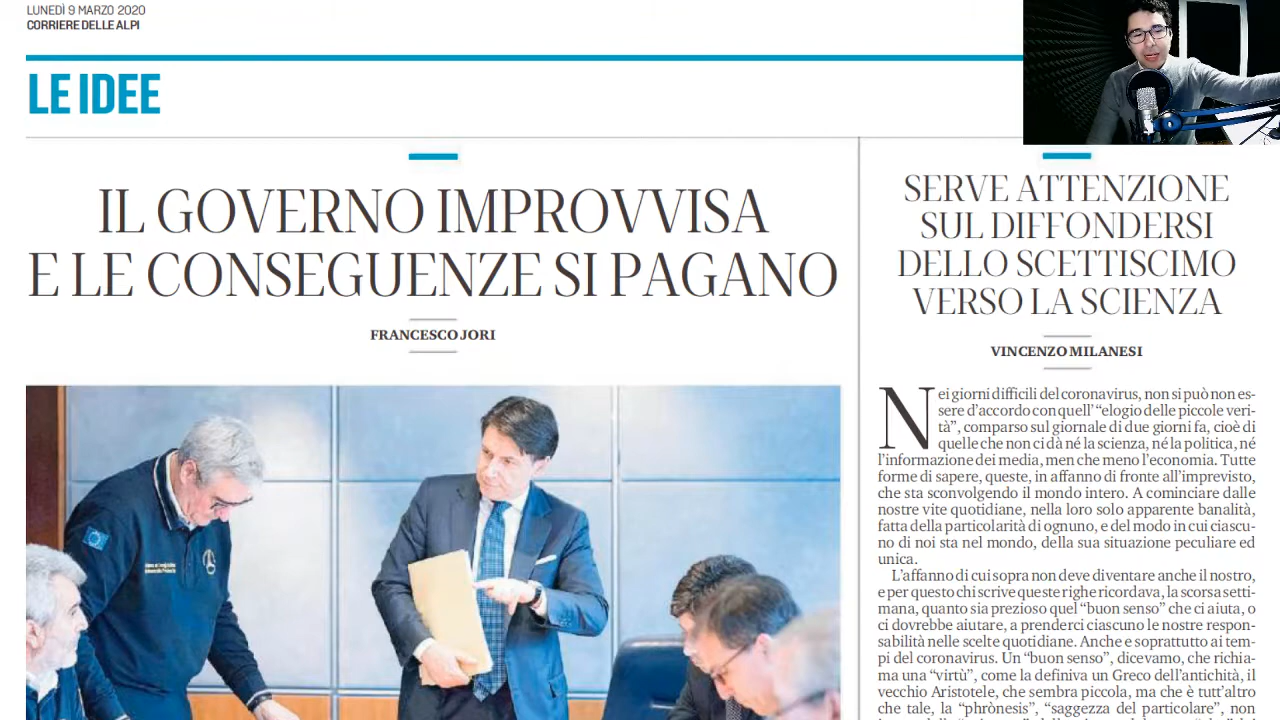 LUNEDÌ 9 MARZO 2020
CORRIERE DELLE ALPI
LE IDEE
IL GOVERNO IMPROVVISA
E LE CONSEGUENZE SI PAGANO
FRANCESCO JORI
SERVE ATTENZIONE
SUL DIFFONDERSI
DELLO SCETTISCIMO
VERSO LA SCIENZA
VINCENZO MILANESI
Nei giorni difficili del coronavirus, non si può non es-
sere d'accordo con quell' "elogio delle piccole veri-
tà", comparso sul giornale di due giorni fa, cioè di
quelle che non ci dà né la scienza, né la politica, né
l'informazione dei media, men che meno l'economia. Tutte
forme di sapere, queste, in affanno di fronte all'imprevisto,
che sta sconvolgendo il mondo intero. A cominciare dalle
nostre vite quotidiane, nella loro solo apparente banalità,
fatta della particolarità di ognuno, e del modo in cui ciascu-
no di noi sta nel mondo, della sua situazione peculiare ed
unica.
L'affanno di cui sopra non deve diventare anche il nostro,
e per questo chi scrive queste righe ricordava, la scorsa setti-
mana, quanto sia prezioso quel "buon senso" che ci aiuta, o
ci dovrebbe aiutare, a prenderci ciascuno le nostre respon-
sabilità nelle scelte quotidiane. Anche e soprattutto ai tem-
pi del coronavirus. Un "buon senso", dicevamo, che richia-
ma una "virtù", come la definiva un Greco dell'antichità, il
vecchio Aristotele, che sembra piccola, ma che è tutt'altro
che tale, la "phrònesis", "saggezza del particolare", non